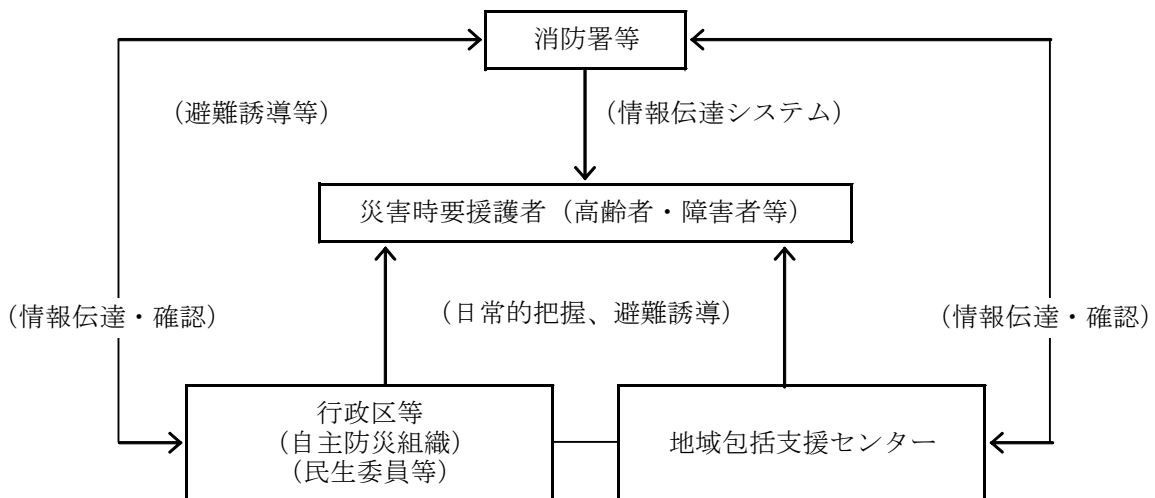 消防署等
（避難誘導等）
（情報伝達システム）
災害時要援護者（高齢者・障害者等）
（情報伝達・確認）
（日常的把握、避難誘導）
（情報伝達・確認）
行政区等
（自主防災組織）
（民生委員等）
地域包括支援センター